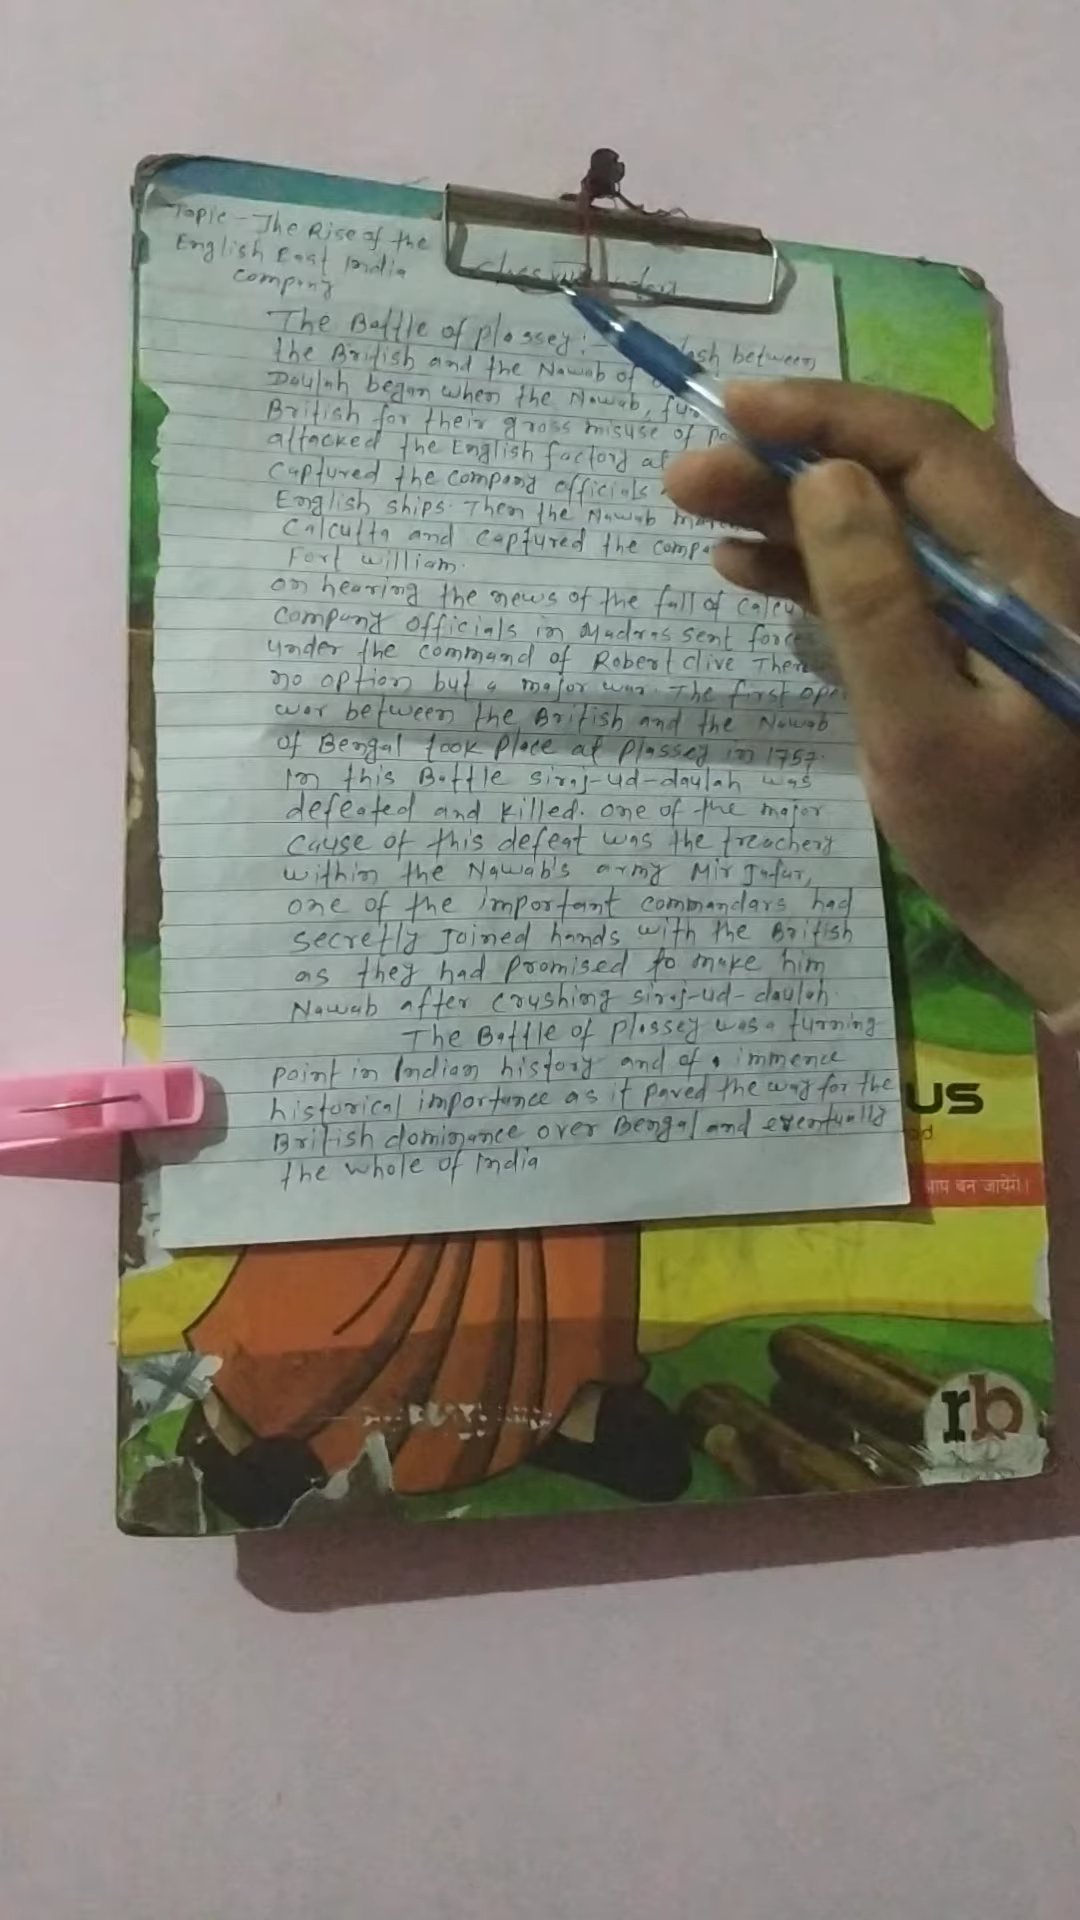 Topic - The Rise of the
English East India
Company
The Battle of Plassey :- lash between
the British and the Nawab of
Daulah began when the Nawab,
British for their gross misuse of
attacked the English factory at
Captured the company officials
English ships. Then the Nawab
Calcutta and captured the
Fort william.
on hearing the news of the fall of
company officials in Madras sent forces
under the command of Robert clive
no option but a major war. The first
war between the British and the Nawab
of Bengal took place at Plassey in 1757.
In this Battle siraj-ud-daulah was
defeated and killed. one of the major
cause of this defeat was the treachery
within the Nawab's army Mir Jafar,
one of the important commandars had
secretly joined hands with the British
as they had promised to make him
Nawab after crushing siraj-ud-daulah.
The Battle of Plassey was a turning
point in Indian history and of immence
historical importance as it paved the way for the
British dominance over Bengal and eventually
the whole of India
US
आप बन जायेंगे।
rb